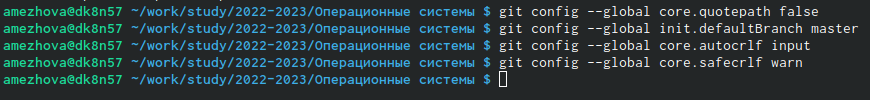 amezhova@dk8n57 ~/work/study/2022-2023/Операционные системы $ git config --global core.quotepath false
amezhova@dk8n57 ~/work/study/2022-2023/Операционные системы $ git config --global init.defaultBranch master
amezhova@dk8n57 ~/work/study/2022-2023/Операционные системы $ git config --global core.autocrlf input
amezhova@dk8n57 ~/work/study/2022-2023/Операционные системы $ git config --global core.safecrlf warn
amezhova@dk8n57 ~/work/study/2022-2023/Операционные системы $